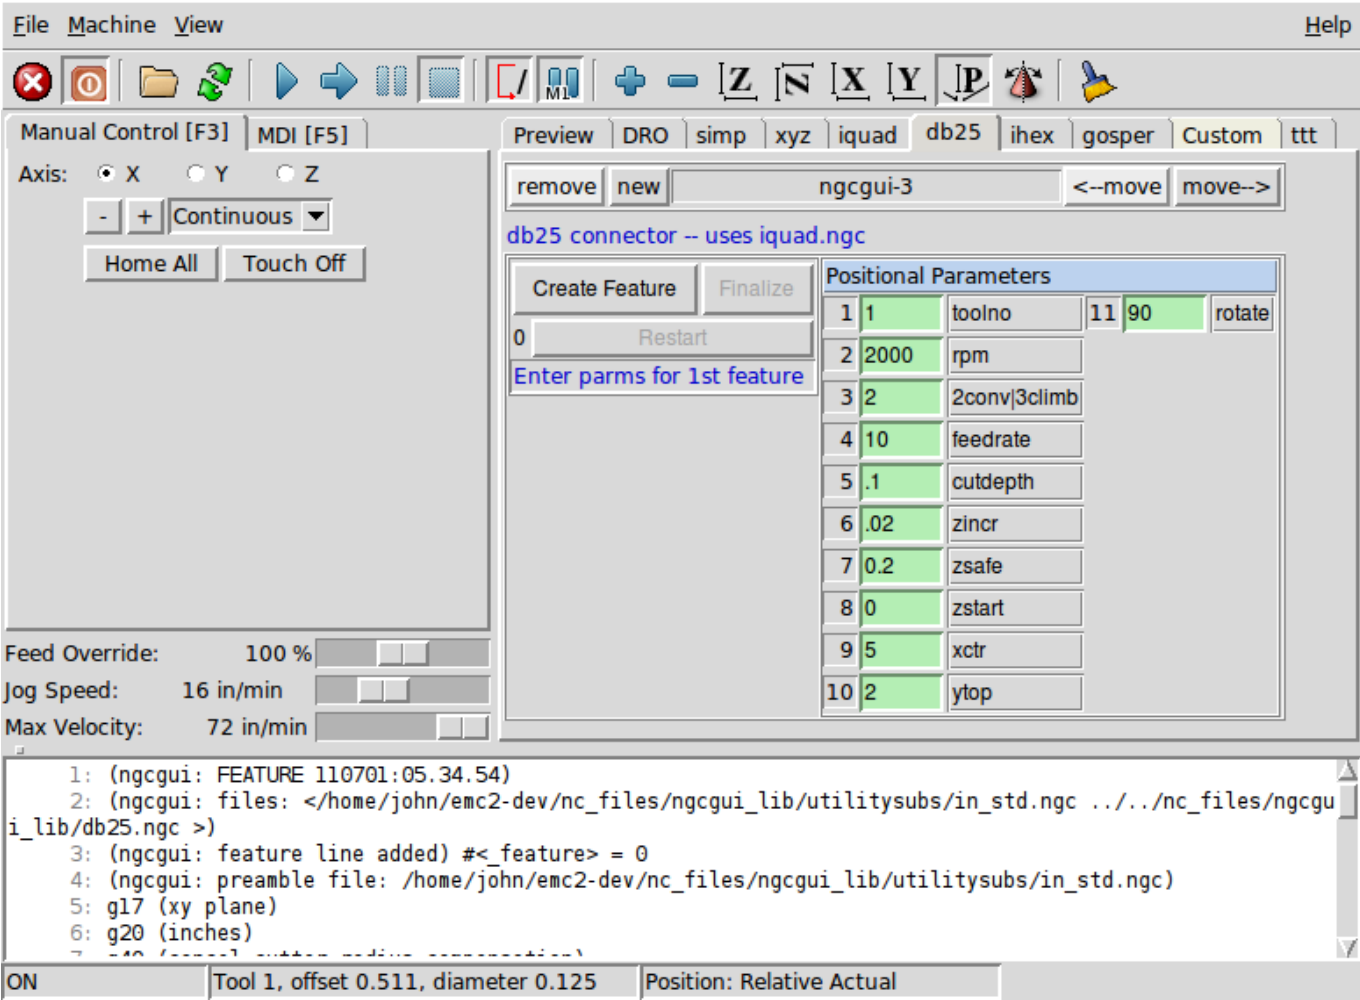 File Machine View Help
M1 Z N X Y P
Manual Control [F3] MDI [F5] Preview DRO simp xyz iquad db25 ihex gosper Custom ttt
Axis: X Y Z
remove new ngcgui-3 <--move move-->
- + Continuous
db25 connector -- uses iquad.ngc
Home All Touch Off
Create Feature Finalize
0 Restart
Enter parms for 1st feature
Positional Parameters
1 1 toolno 11 90 rotate
2 2000 rpm
3 2 2conv|3climb
4 10 feedrate
5 .1 cutdepth
6 .02 zincr
7 0.2 zsafe
8 0 zstart
9 5 xctr
10 2 ytop
Feed Override: 100 %
Jog Speed: 16 in/min
Max Velocity: 72 in/min
1: (ngcgui: FEATURE 110701:05.34.54)
2: (ngcgui: files: </home/john/emc2-dev/nc_files/ngcgui_lib/utilitysubs/in_std.ngc ../../nc_files/ngcgu
i_lib/db25.ngc >)
3: (ngcgui: feature line added) #<_feature> = 0
4: (ngcgui: preamble file: /home/john/emc2-dev/nc_files/ngcgui_lib/utilitysubs/in_std.ngc)
5: g17 (xy plane)
6: g20 (inches)
ON Tool 1, offset 0.511, diameter 0.125 Position: Relative Actual